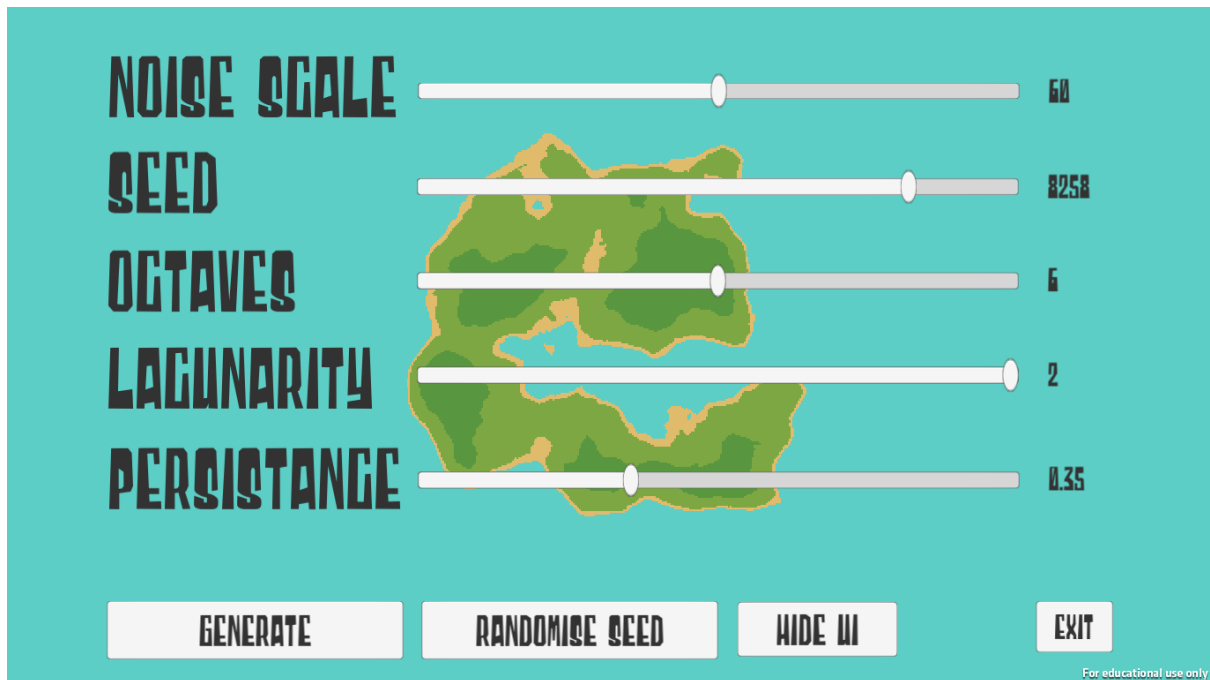 NOISE SCALE 60
SEED 8258
OCTAVES 6
LACUNARITY 2
PERSISTANCE 0.35
GENERATE RANDOMISE SEED HIDE UI EXIT
For educational use only